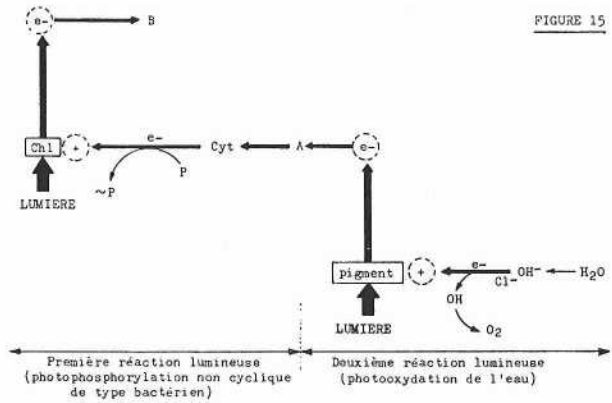 FIGURE 15
e-
B
e-
Chl
+
Cyt
A
e-
~P
P
LUMIERE
pigment
+
e-
OH-
H2O
Cl-
OH
O2
LUMIERE
Première réaction lumineuse
(photophosphorylation non cyclique
de type bactérien)
Deuxième réaction lumineuse
(photooxydation de l'eau)